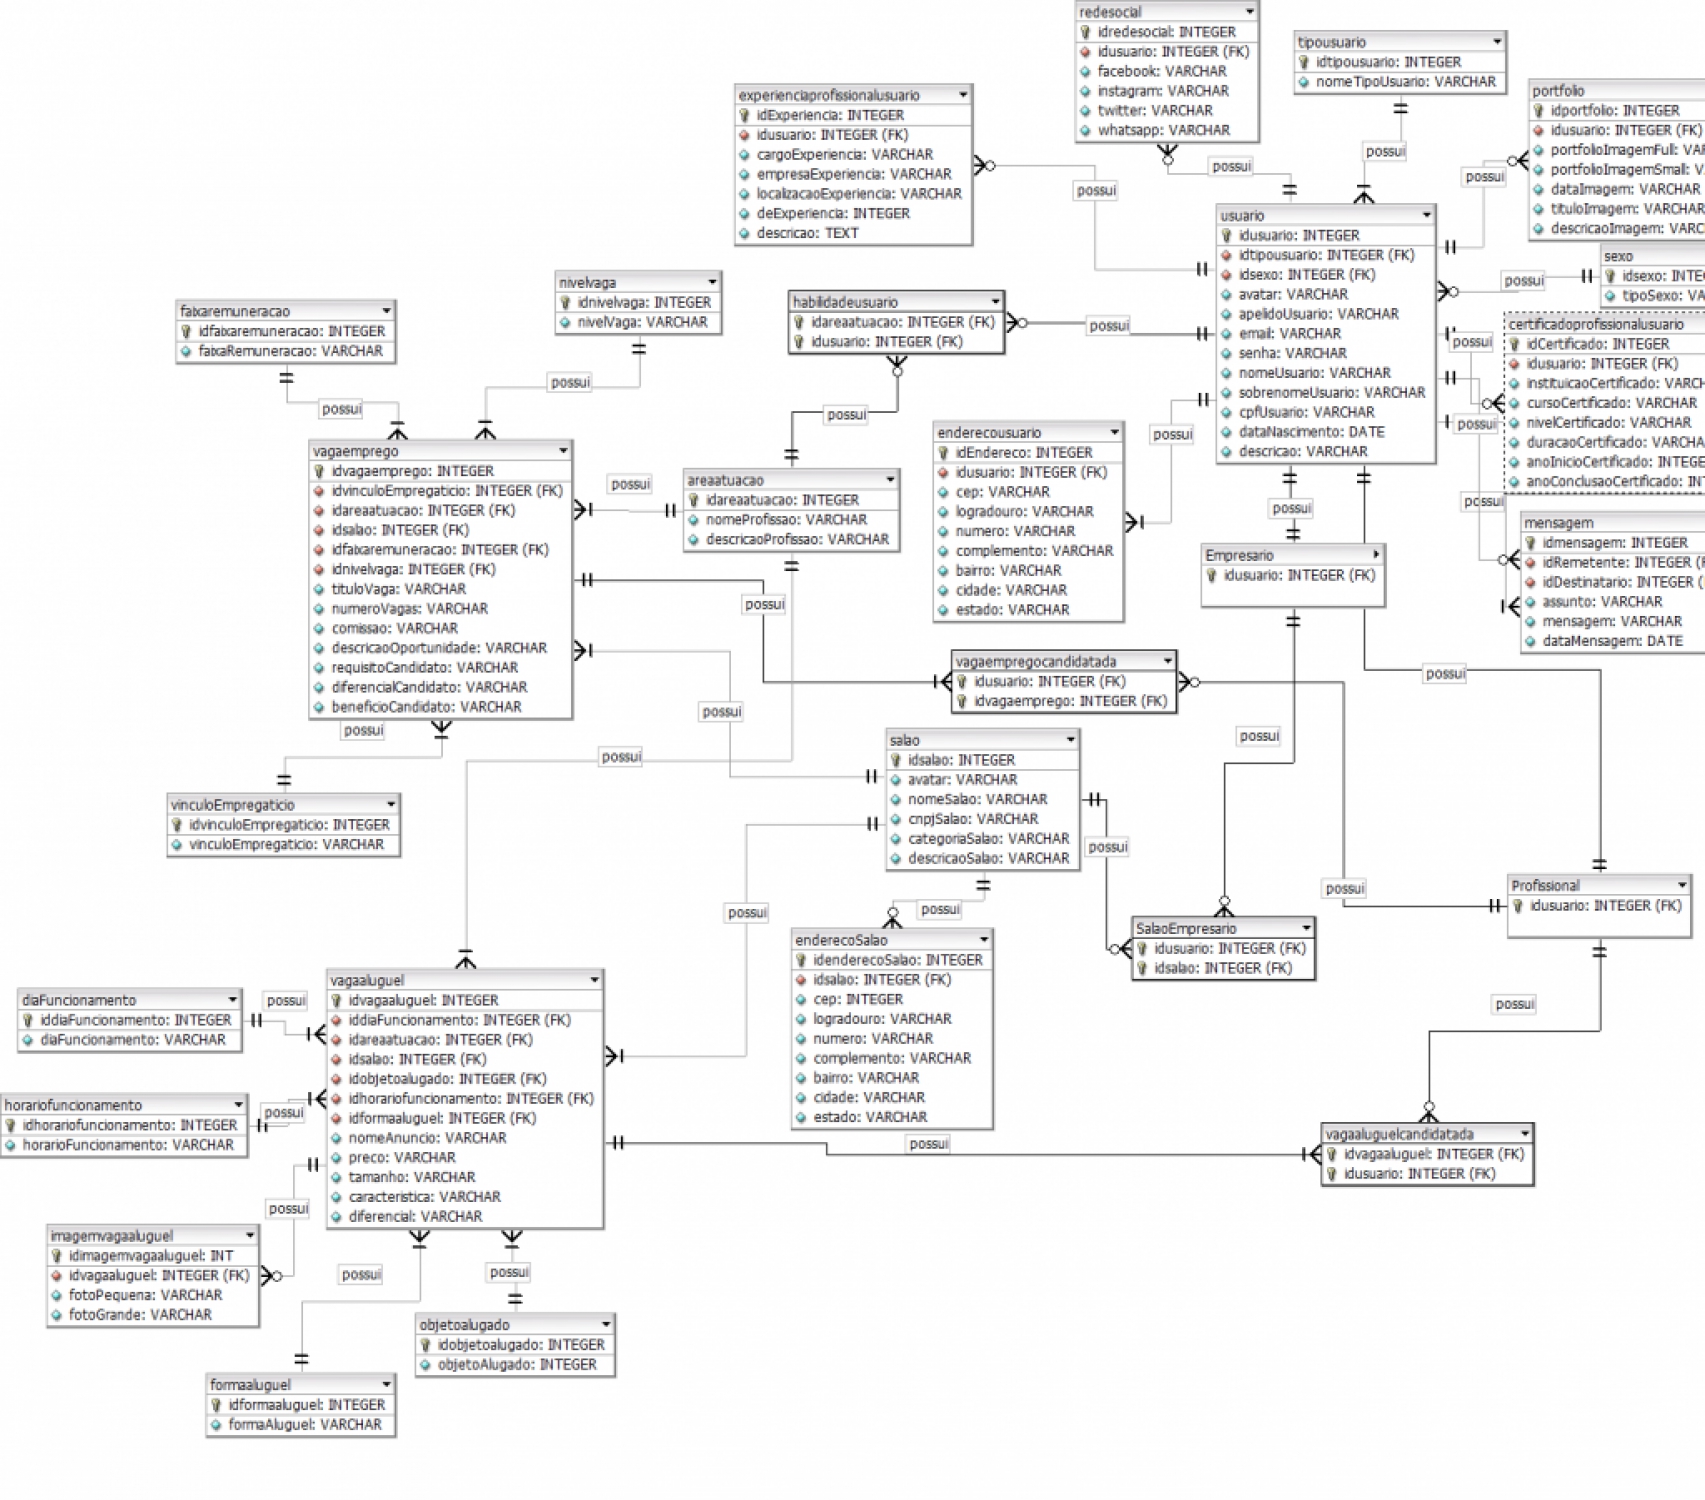 redesocial
idredesocial: INTEGER
idusuario: INTEGER (FK)
facebook: VARCHAR
instagram: VARCHAR
twitter: VARCHAR
whatsapp: VARCHAR
tipousuario
idtipousuario: INTEGER
nomeTipoUsuario: VARCHAR
portfolio
idportfolio: INTEGER
idusuario: INTEGER (FK)
portfolioImagemFull: VAR
portfolioImagemSmall: V
dataImagem: VARCHAR
tituloImagem: VARCHAR
descricaoImagem: VARC
experienciaprofissionalusuario
idExperiencia: INTEGER
idusuario: INTEGER (FK)
cargoExperiencia: VARCHAR
empresaExperiencia: VARCHAR
localizacaoExperiencia: VARCHAR
deExperiencia: INTEGER
descricao: TEXT
possui
possui
possui
possui
usuario
idusuario: INTEGER
idtipousuario: INTEGER (FK)
idsexo: INTEGER (FK)
avatar: VARCHAR
apelidoUsuario: VARCHAR
email: VARCHAR
senha: VARCHAR
nomeUsuario: VARCHAR
sobrenomeUsuario: VARCHAR
cpfUsuario: VARCHAR
dataNascimento: DATE
descricao: VARCHAR
possui
sexo
idsexo: INTE
tipoSexo: VA
certificadoprofissionalusuario
idCertificado: INTEGER
idusuario: INTEGER (FK)
instituicaoCertificado: VARCH
cursoCertificado: VARCHAR
nivelCertificado: VARCHAR
duracaoCertificado: VARCHA
anoInicioCertificado: INTEGE
anoConclusaoCertificado: INT
possui
possui
possui
mensagem
idmensagem: INTEGER
idRemetente: INTEGER (F
idDestinatario: INTEGER (
assunto: VARCHAR
mensagem: VARCHAR
dataMensagem: DATE
faixaremuneracao
idfaixaremuneracao: INTEGER
faixaRemuneracao: VARCHAR
nivelvaga
idnivelvaga: INTEGER
nivelVaga: VARCHAR
habilidadeusuario
idareaatuacao: INTEGER (FK)
idusuario: INTEGER (FK)
possui
possui
possui
possui
possui
vagaemprego
idvagaemprego: INTEGER
idvinculoEmpregaticio: INTEGER (FK)
idareaatuacao: INTEGER (FK)
idsalao: INTEGER (FK)
idfaixaremuneracao: INTEGER (FK)
idnivelvaga: INTEGER (FK)
tituloVaga: VARCHAR
numeroVagas: VARCHAR
comissao: VARCHAR
descricaoOportunidade: VARCHAR
requisitoCandidato: VARCHAR
diferencialCandidato: VARCHAR
beneficioCandidato: VARCHAR
possui
areaatuacao
idareaatuacao: INTEGER
nomeProfissao: VARCHAR
descricaoProfissao: VARCHAR
enderecousuario
idEndereco: INTEGER
idusuario: INTEGER (FK)
cep: VARCHAR
logradouro: VARCHAR
numero: VARCHAR
complemento: VARCHAR
bairro: VARCHAR
cidade: VARCHAR
estado: VARCHAR
possui
Empresario
idusuario: INTEGER (FK)
possui
vagaempregocandidatada
idusuario: INTEGER (FK)
idvagaemprego: INTEGER (FK)
possui
possui
possui
possui
possui
vinculoEmpregaticio
idvinculoEmpregaticio: INTEGER
vinculoEmpregaticio: VARCHAR
salao
idsalao: INTEGER
avatar: VARCHAR
nomeSalao: VARCHAR
cnpjSalao: VARCHAR
categoriaSalao: VARCHAR
descricaoSalao: VARCHAR
possui
possui
possui
possui
Profissional
idusuario: INTEGER (FK)
SalaoEmpresario
idusuario: INTEGER (FK)
idsalao: INTEGER (FK)
enderecoSalao
idenderecoSalao: INTEGER
idsalao: INTEGER (FK)
cep: INTEGER
logradouro: VARCHAR
numero: VARCHAR
complemento: VARCHAR
bairro: VARCHAR
cidade: VARCHAR
estado: VARCHAR
vagaaluguel
idvagaaluguel: INTEGER
iddiaFuncionamento: INTEGER (FK)
idareaatuacao: INTEGER (FK)
idsalao: INTEGER (FK)
idobjetoalugado: INTEGER (FK)
idhorariofuncionamento: INTEGER (FK)
idformaaluguel: INTEGER (FK)
nomeAnuncio: VARCHAR
preco: VARCHAR
tamanho: VARCHAR
caracteristica: VARCHAR
diferencial: VARCHAR
diaFuncionamento
iddiaFuncionamento: INTEGER
diaFuncionamento: VARCHAR
possui
possui
horariofuncionamento
idhorariofuncionamento: INTEGER
horarioFuncionamento: VARCHAR
possui
possui
vagaaluguelcandidatada
idvagaaluguel: INTEGER (FK)
idusuario: INTEGER (FK)
possui
imagemvagaaluguel
idimagemvagaaluguel: INT
idvagaaluguel: INTEGER (FK)
fotoPequena: VARCHAR
fotoGrande: VARCHAR
possui
possui
objetoalugado
idobjetoalugado: INTEGER
objetoAlugado: INTEGER
formaaluguel
idformaaluguel: INTEGER
formaAluguel: VARCHAR